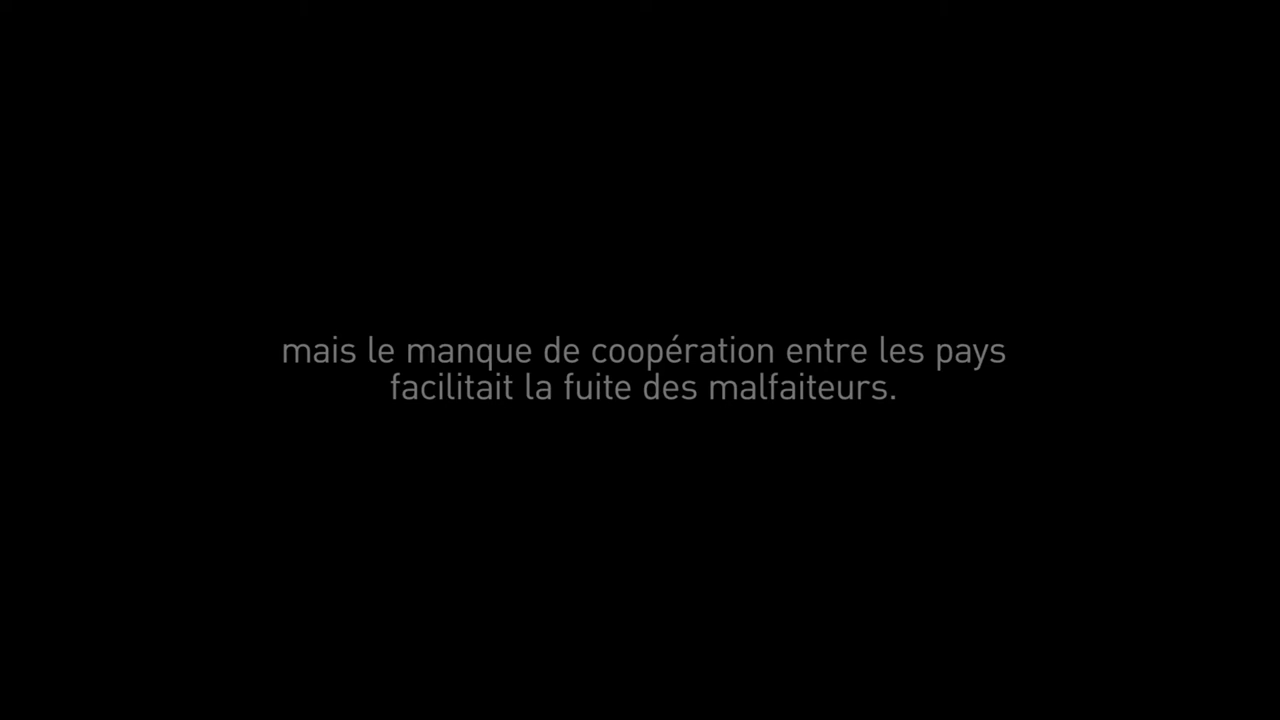 mais le manque de coopération entre les pays
facilitait la fuite des malfaiteurs.